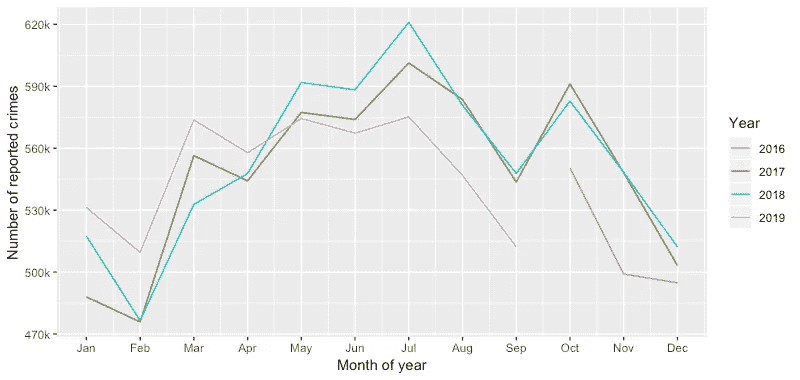 620k
590k
560k
530k
500k
470k
Number of reported crimes
Jan Feb Mar Apr May Jun Jul Aug Sep Oct Nov Dec
Month of year
Year
2016
2017
2018
2019